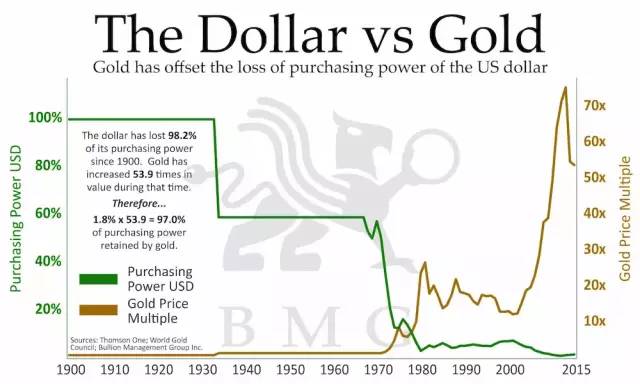 The Dollar vs Gold
Gold has offset the loss of purchasing power of the US dollar
Purchasing Power USD
100%
80%
60%
40%
20%
The dollar has lost 98.2%
of its purchasing power
since 1900. Gold has
increased 53.9 times in
value during that time.
Therefore...
1.8% x 53.9 = 97.0%
of purchasing power
retained by gold.
Purchasing
Power USD
Gold Price
Multiple
Sources: Thomson One; World Gold
Council; Bullion Management Group Inc.
BMG
70x
60x
50x
40x
30x
20x
10x
Gold Price Multiple
1900 1910 1920 1930 1940 1950 1960 1970 1980 1990 2000 2015